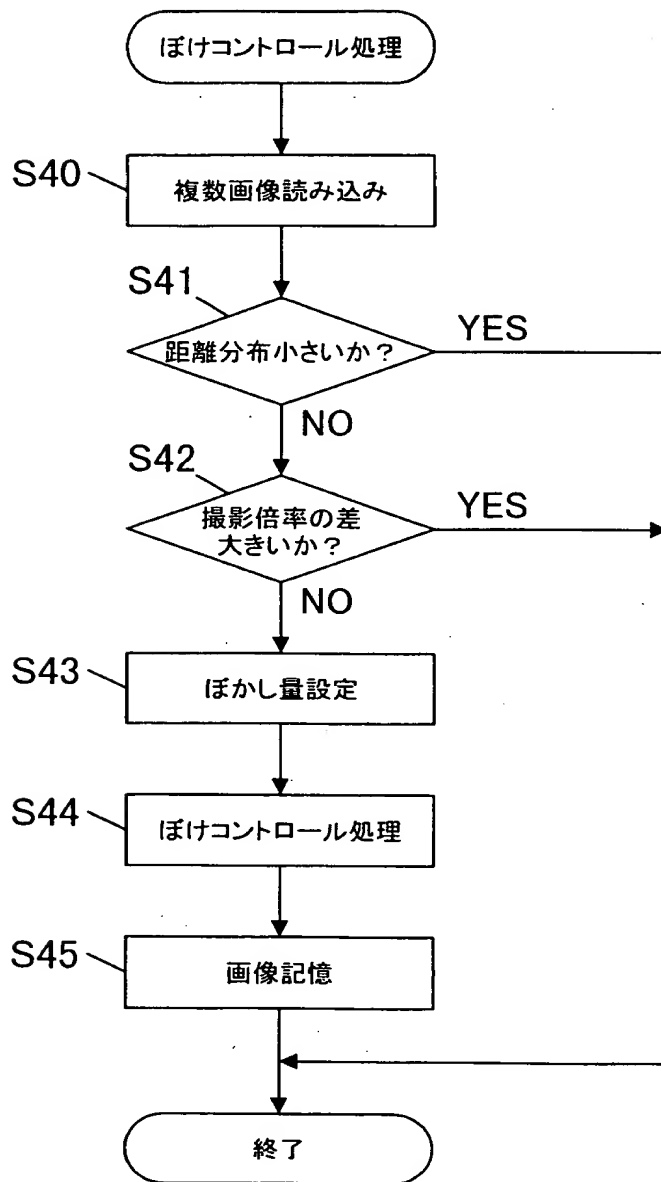 ぼけコントロール処理
S40
複数画像読み込み
S41
距離分布小さいか？
YES
NO
S42
撮影倍率の差
大きいか？
YES
NO
S43
ぼかし量設定
S44
ぼけコントロール処理
S45
画像記憶
終了